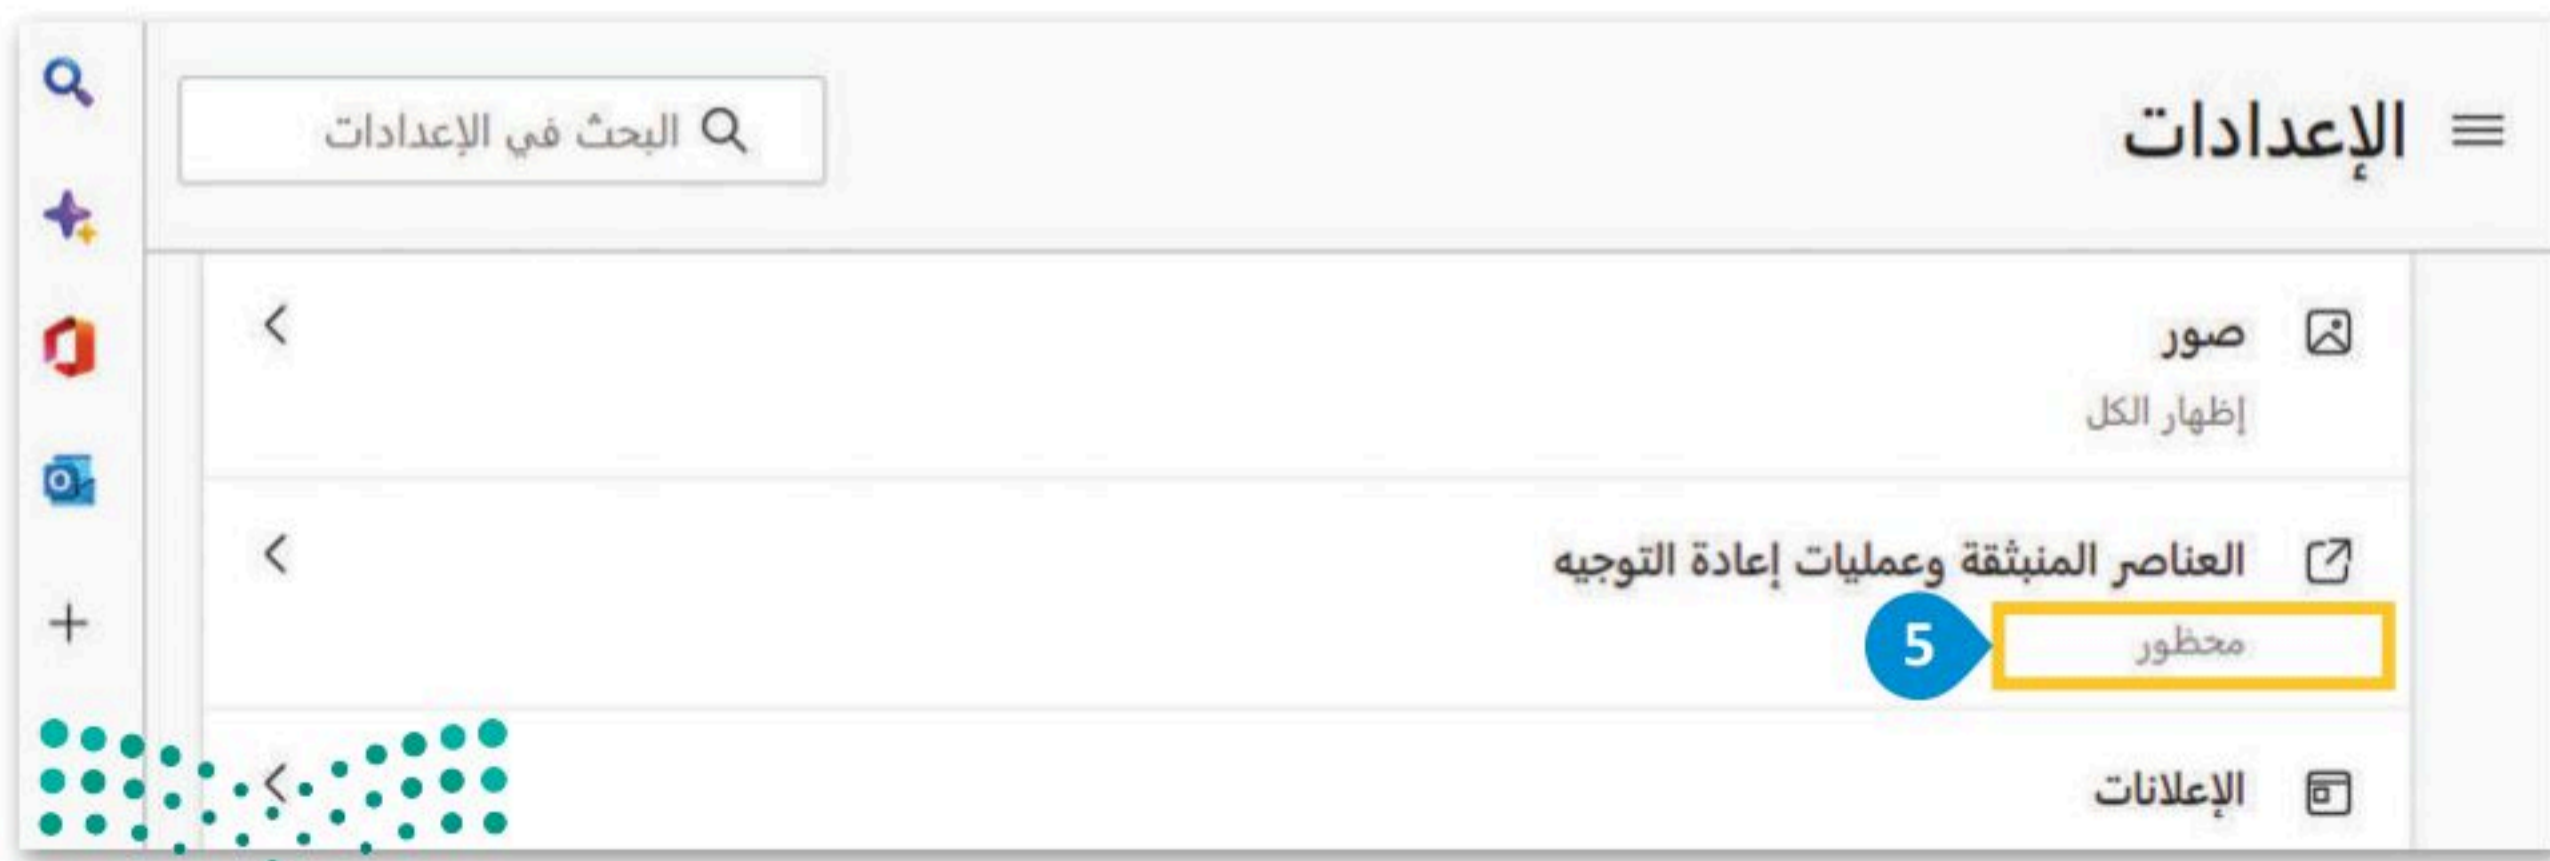 الإعدادات
البحث في الإعدادات
صور
إظهار الكل
العناصر المنبثقة وعمليات إعادة التوجيه
محظور
5
الإعلانات